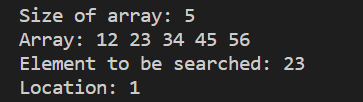 Size of array: 5
Array: 12 23 34 45 56
Element to be searched: 23
Location: 1